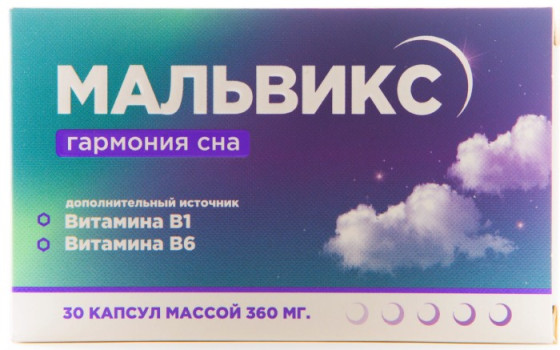 МАЛЬВИКС
гармония сна
дополнительный источник
Витамина B1
Витамина B6
30 КАПСУЛ МАССОЙ 360 МГ.